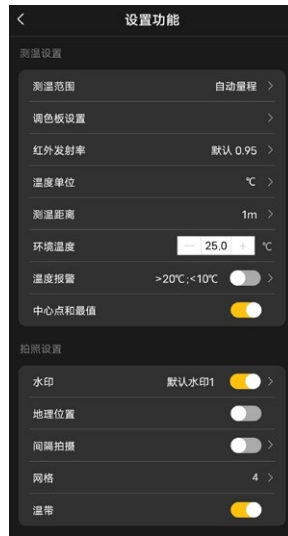 设置功能
测温设置
测温范围 自动量程
调色板设置
红外发射率 默认 0.95
温度单位 ℃
测温距离 1m
环境温度 — 25.0 + ℃
温度报警 >20℃;<10℃
中心点和最值
拍照设置
水印 默认水印1
地理位置
间隔拍摄
网格 4
温带